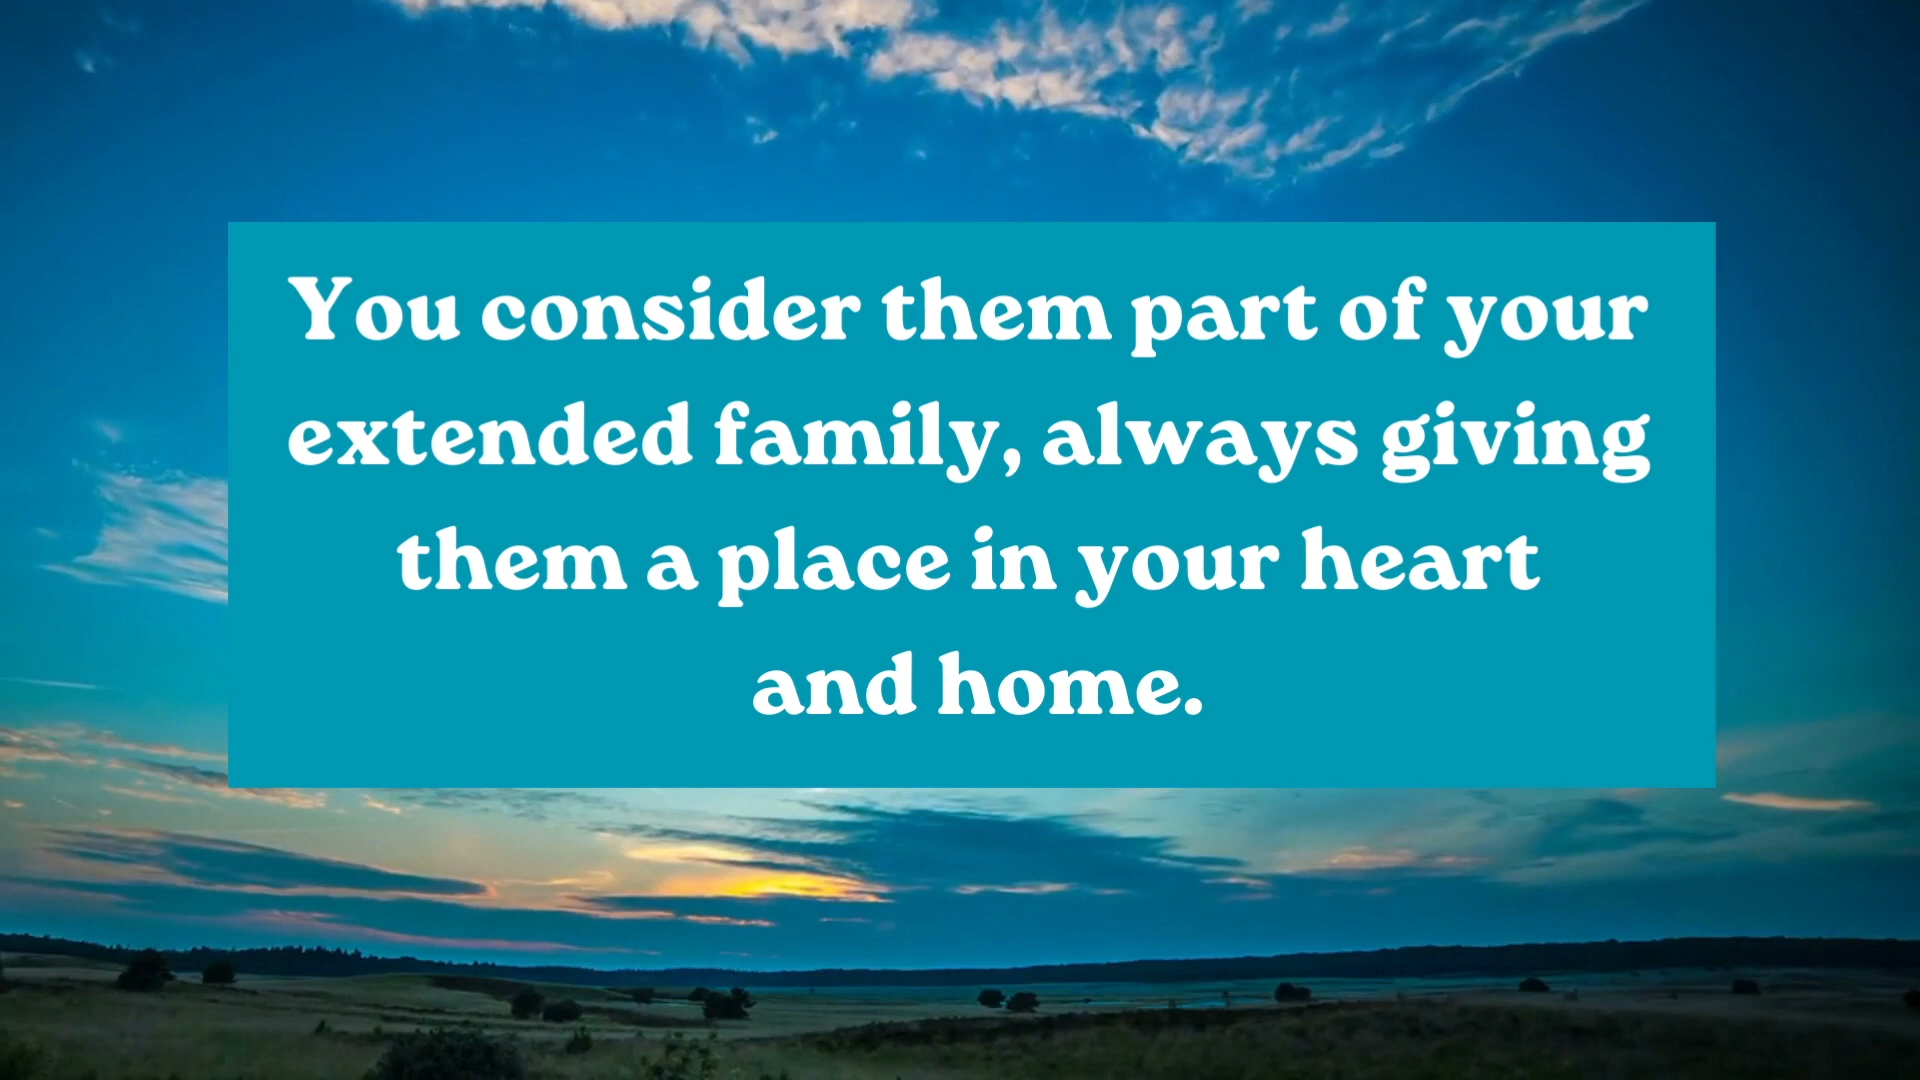 You consider them part of your
extended family, always giving
them a place in your heart
and home.